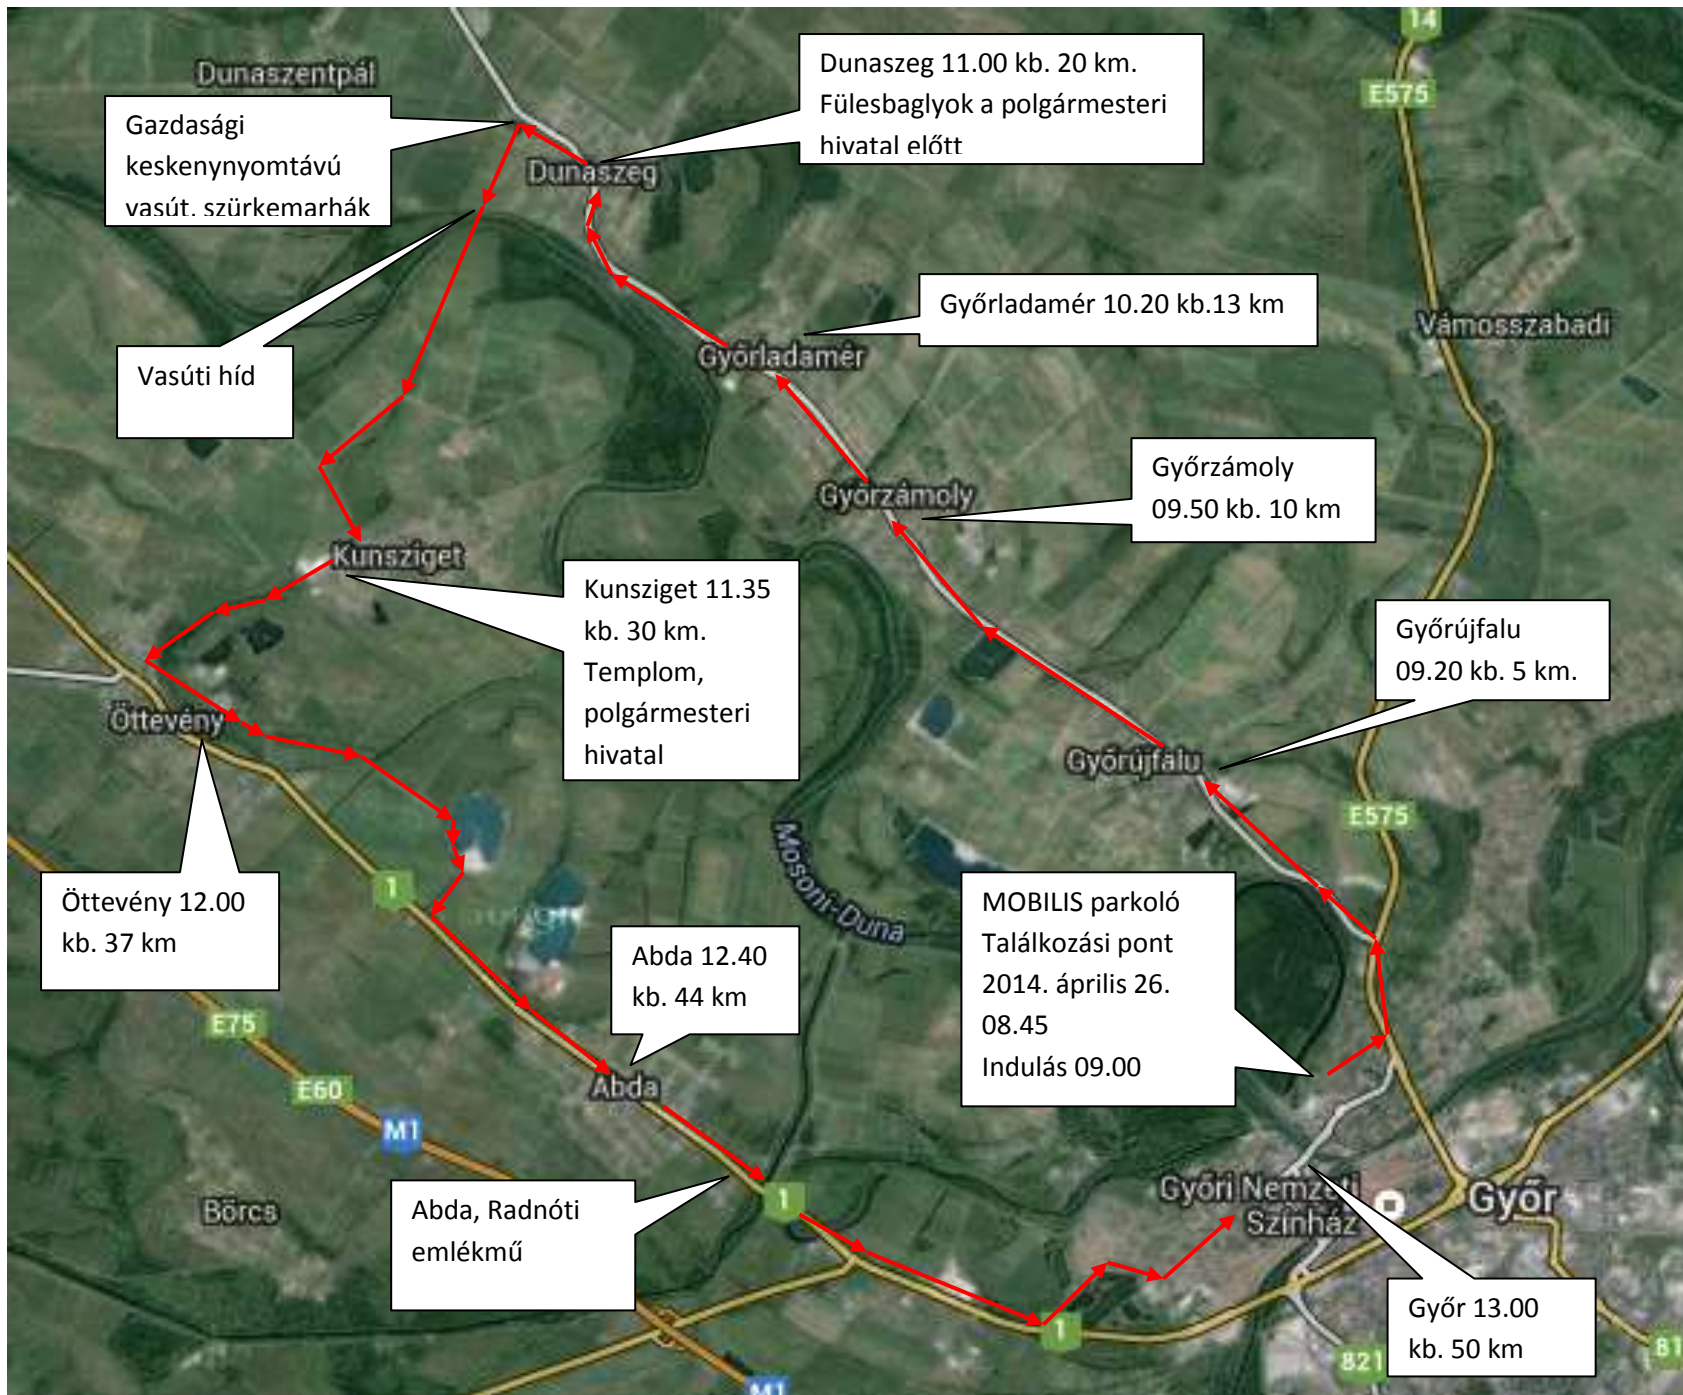 14
Dunaszentpál
Dunaszeg 11.00 kb. 20 km.
Fülesbaglyok a polgármesteri
hivatal előtt
E575
Gazdasági
keskenynyomtávú
vasút, szürkemarhák
Dunaszeg
Győrladamér 10.20 kb.13 km
Vámosszabadi
Győrladamér
Vasúti híd
Győrzámoly
09.50 kb. 10 km
Győrzámoly
Kunsziget
Kunsziget 11.35
kb. 30 km.
Templom,
polgármesteri
hivatal
Győrújfalu
09.20 kb. 5 km.
Öttevény
Győrújfalu
E575
Mosoni-Duna
1
Öttevény 12.00
kb. 37 km
MOBILIS parkoló
Találkozási pont
2014. április 26.
08.45
Indulás 09.00
Abda 12.40
kb. 44 km
E75
E60
Abda
M1
Börcs
Abda, Radnóti
emlékmű
1
Győri Nemzeti
Színház
Győr
Győr 13.00
kb. 50 km
1
821
81
M1